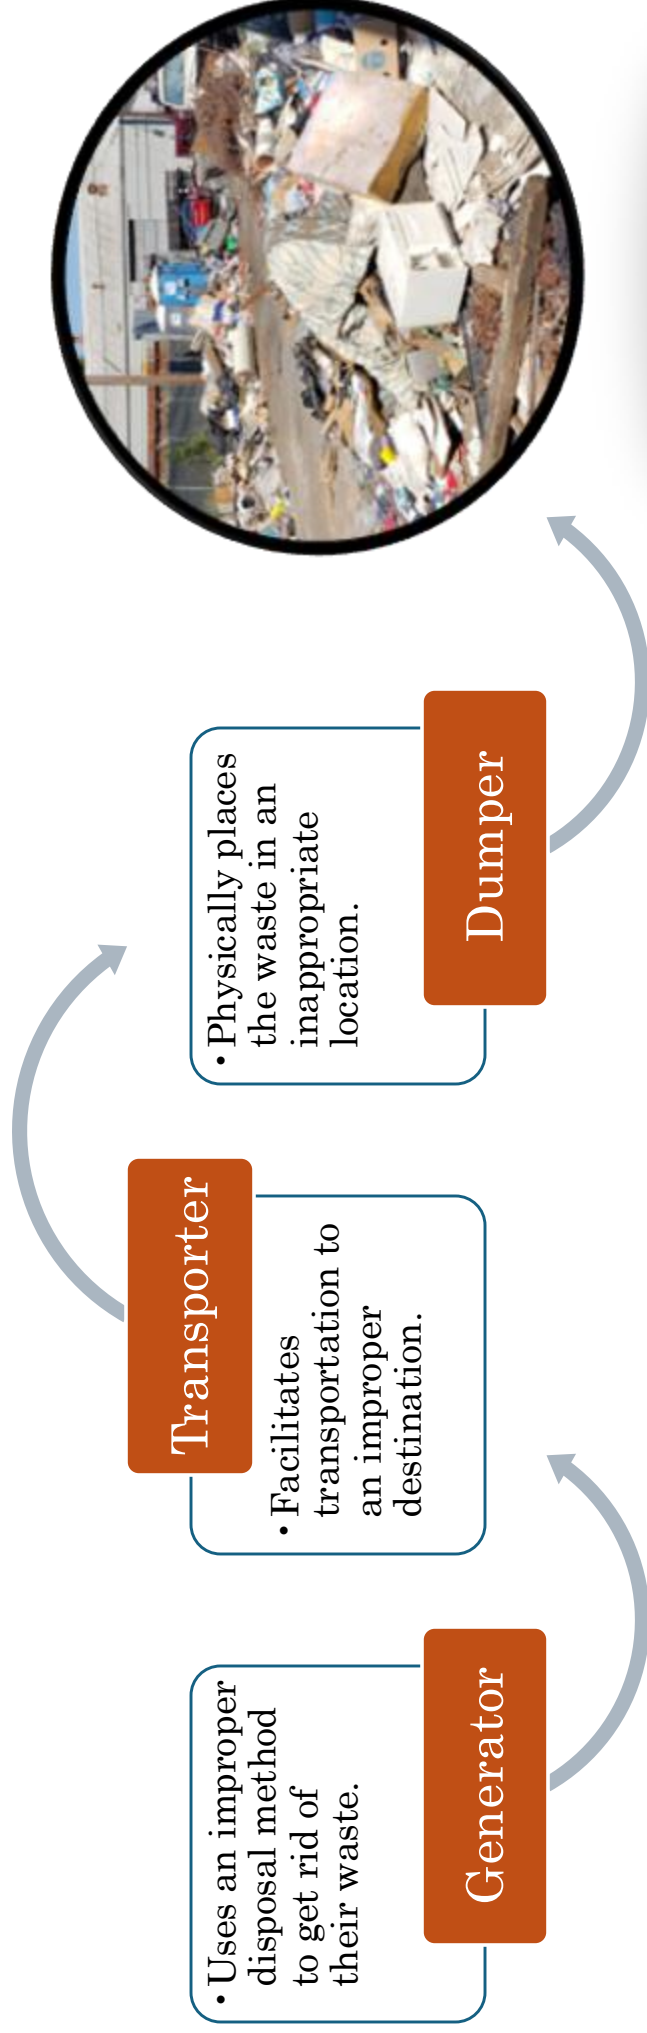 • Uses an improper
disposal method
to get rid of
their waste.
Generator
Transporter
• Facilitates
transportation to
an improper
destination.
• Physically places
the waste in an
inappropriate
location.
Dumper